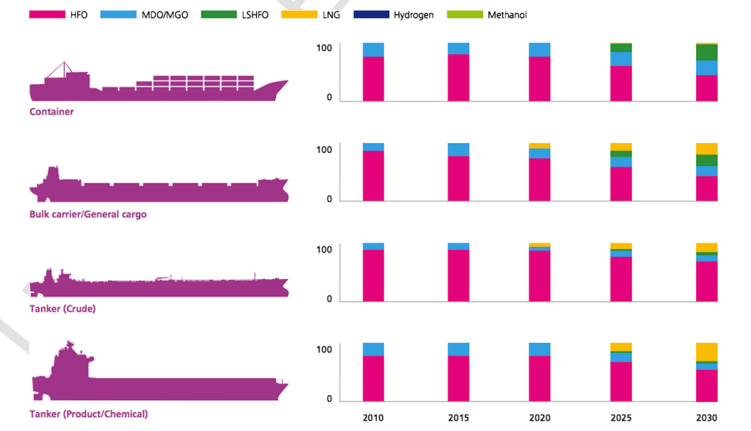 HFO MDO/MGO LSHFO LNG Hydrogen Methanol
100
0
Container
100
0
Bulk carrier/General cargo
100
0
Tanker (Crude)
100
0
Tanker (Product/Chemical)
2010 2015 2020 2025 2030